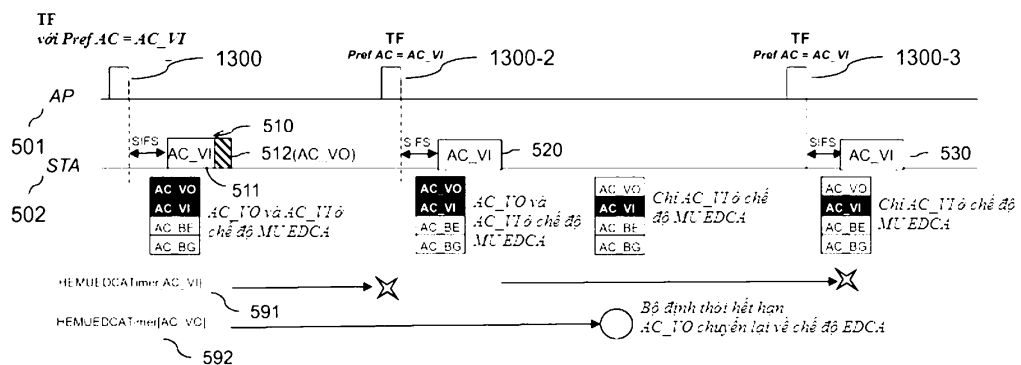 TF
với Pref AC = AC_VI
1300
TF
Pref AC = AC_VI
1300-2
TF
Pref AC = AC_VI
1300-3
AP
501
SIFS
AC_VI
510
512(AC_VO)
511
SIFS
AC_VI
520
SIFS
AC_VI
530
STA
502
AC_VO
AC_VI
AC_BE
AC_BG
AC_VO và AC_VI ở
chế độ MU EDCA
AC_VO
AC_VI
AC_BE
AC_BG
AC_VO và
AC_VI ở chế độ
MU EDCA
AC_VO
AC_VI
AC_BE
AC_BG
Chỉ AC_VI ở chế
độ MU EDCA
AC_VO
AC_VI
AC_BE
AC_BG
Chỉ AC_VI ở chế độ
MU EDCA
HEMUEDCATimer[AC_VI]
591
HEMUEDCATimer[AC_VO]
592
Bộ định thời hết hạn
AC_VO chuyển lại về chế độ EDCA